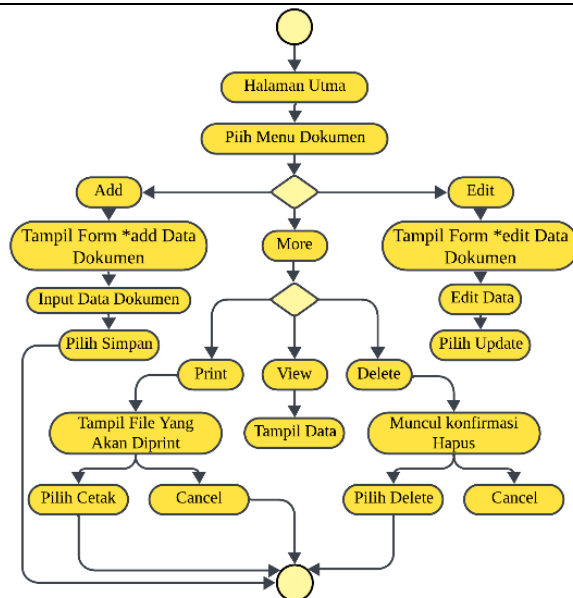 Halaman Utma
Piih Menu Dokumen
Add
Edit
Tampil Form *add Data
Dokumen
More
Tampil Form *edit Data
Dokumen
Input Data Dokumen
Edit Data
Pilih Simpan
Pilih Update
Print
View
Delete
Tampil File Yang
Akan Diprint
Tampil Data
Muncul konfirmasi
Hapus
Pilih Cetak
Cancel
Pilih Delete
Cancel